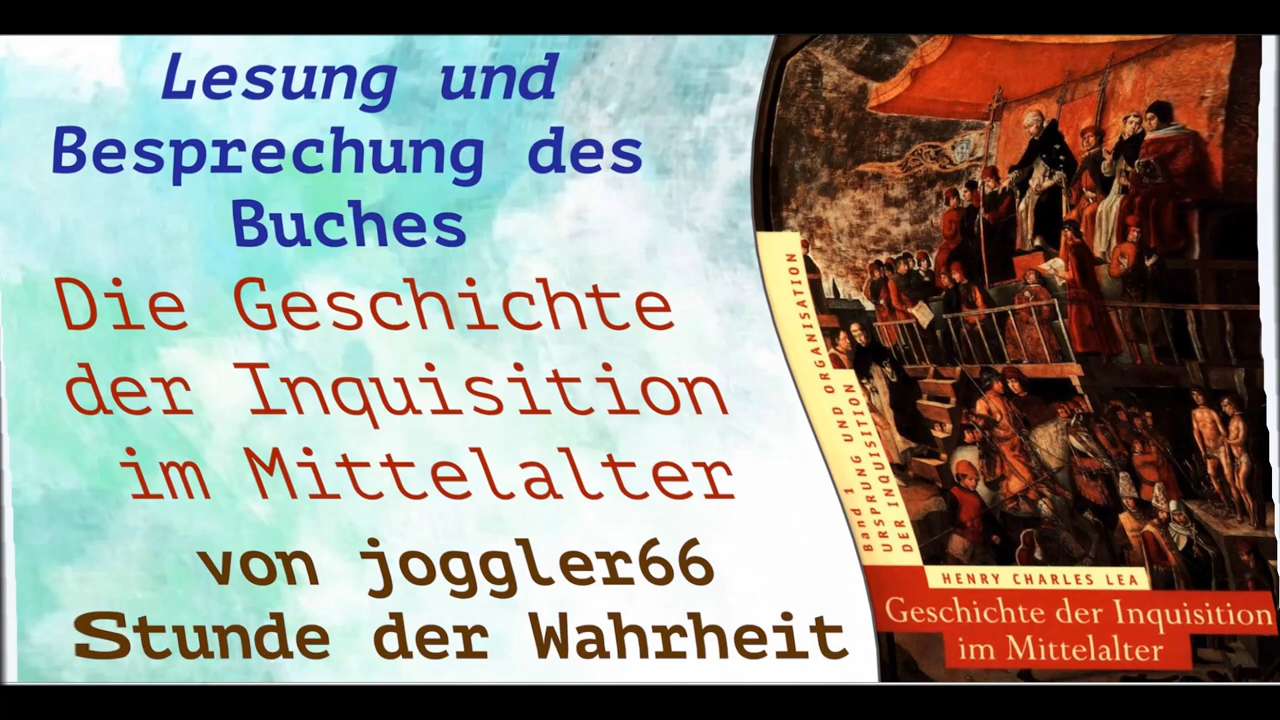 Lesung und
Besprechung des
Buches
Die Geschichte
der Inquisition
im Mittelalter
von joggler66
Stunde der Wahrheit
Band 1
URSPRUNG UND ORGANISATION
DER INQUISITION
HENRY CHARLES LEA
Geschichte der Inquisition
im Mittelalter